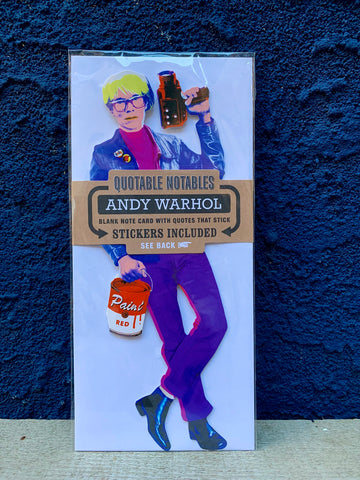 QUOTABLE NOTABLES
ANDY WARHOL
BLANK NOTE CARD WITH QUOTES THAT STICK
STICKERS INCLUDED
SEE BACK
Paint
RED